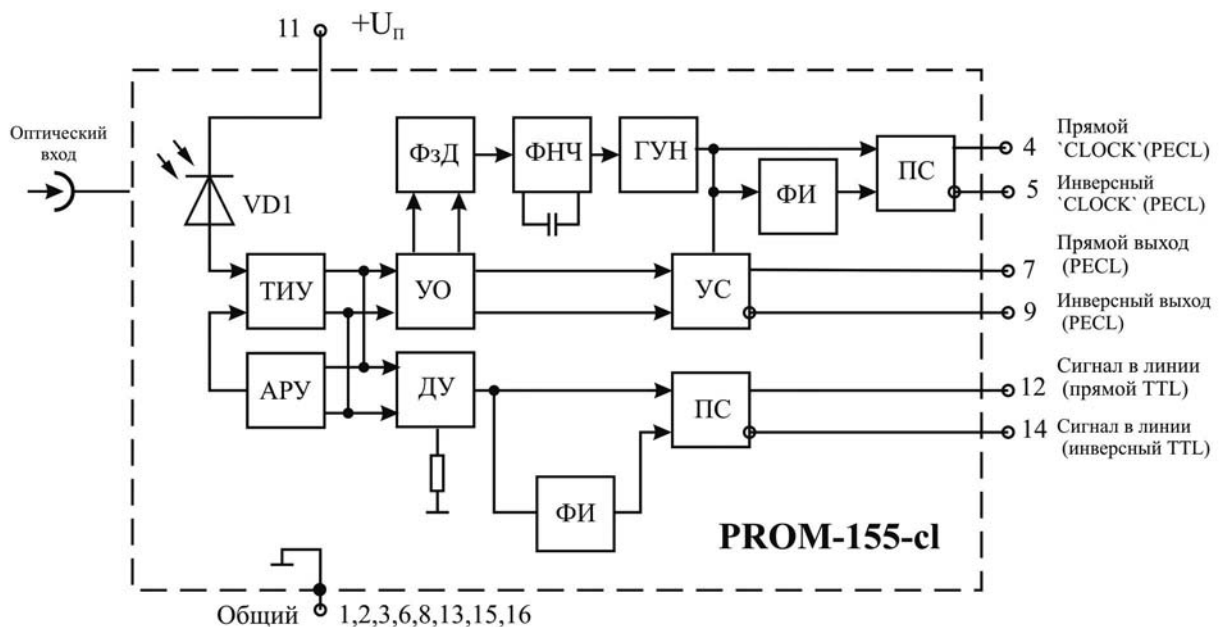 11 +Uп
Оптический
вход
VD1
ФзД
ФНЧ
ГУН
ФИ
ПС
4 Прямой
`CLOCK`(PECL)
5 Инверсный
`CLOCK` (PECL)
ТИУ
УО
УС
7 Прямой выход
(PECL)
9 Инверсный выход
(PECL)
АРУ
ДУ
ПС
12 Сигнал в линии
(прямой TTL)
14 Сигнал в линии
(инверсный TTL)
ФИ
PROM-155-cl
Общий 1,2,3,6,8,13,15,16